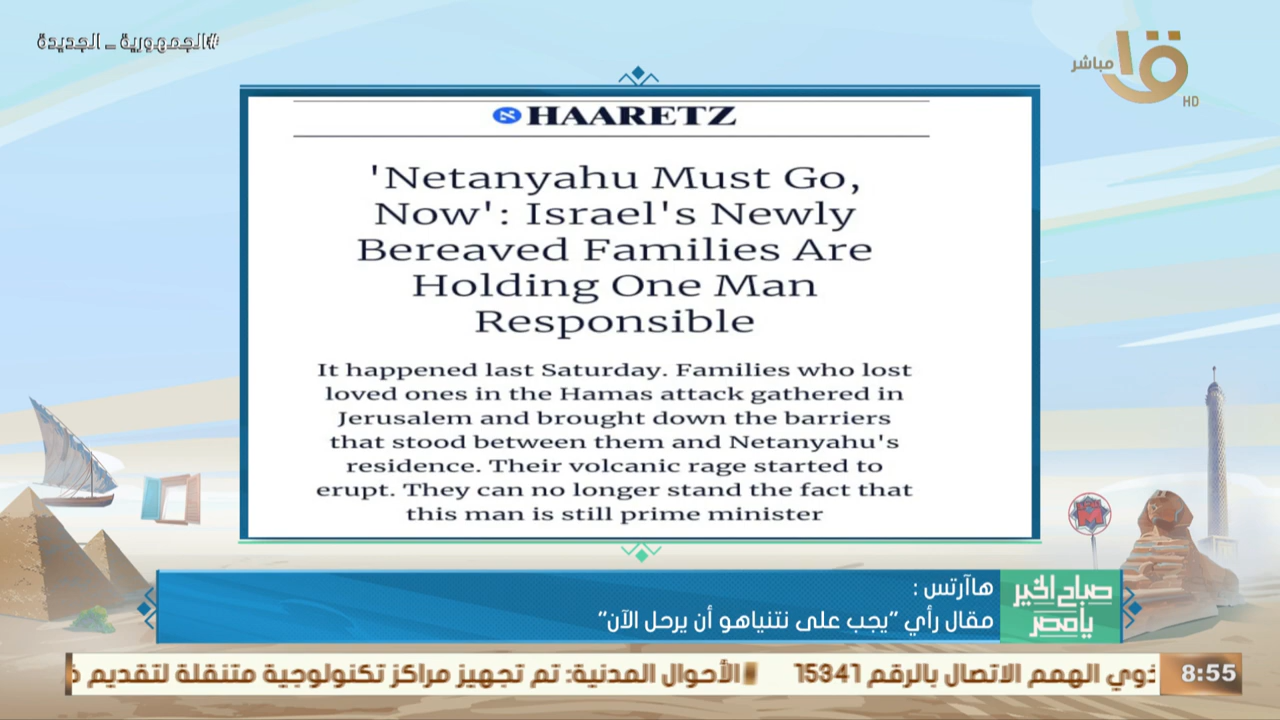 #الجمهورية_الجديدة
مباشر
HD
HAARETZ
'Netanyahu Must Go,
Now': Israel's Newly
Bereaved Families Are
Holding One Man
Responsible
It happened last Saturday. Families who lost
loved ones in the Hamas attack gathered in
Jerusalem and brought down the barriers
that stood between them and Netanyahu's
residence. Their volcanic rage started to
erupt. They can no longer stand the fact that
this man is still prime minister
M
صباح الخير
يا مصر
هاآرتس :
مقال رأي "يجب على نتنياهو أن يرحل الآن"
8:55
ذوي الهمم الاتصال بالرقم 15341 الأحوال المدنية: تم تجهيز مراكز تكنولوجية متنقلة لتقديم